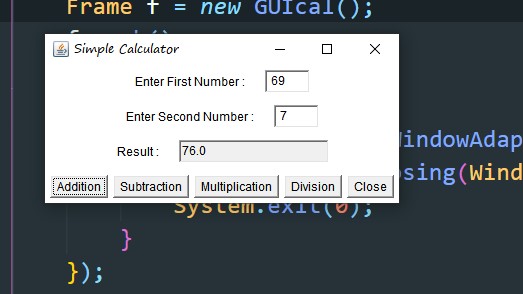 Frame f = new GUIcal();
Simple Calculator
Enter First Number : 69
Enter Second Number : 7
Result : 76.0
WindowAdap
Addition Subtraction Multiplication Division Close
osing(Wind
System.exit(0);
}
});